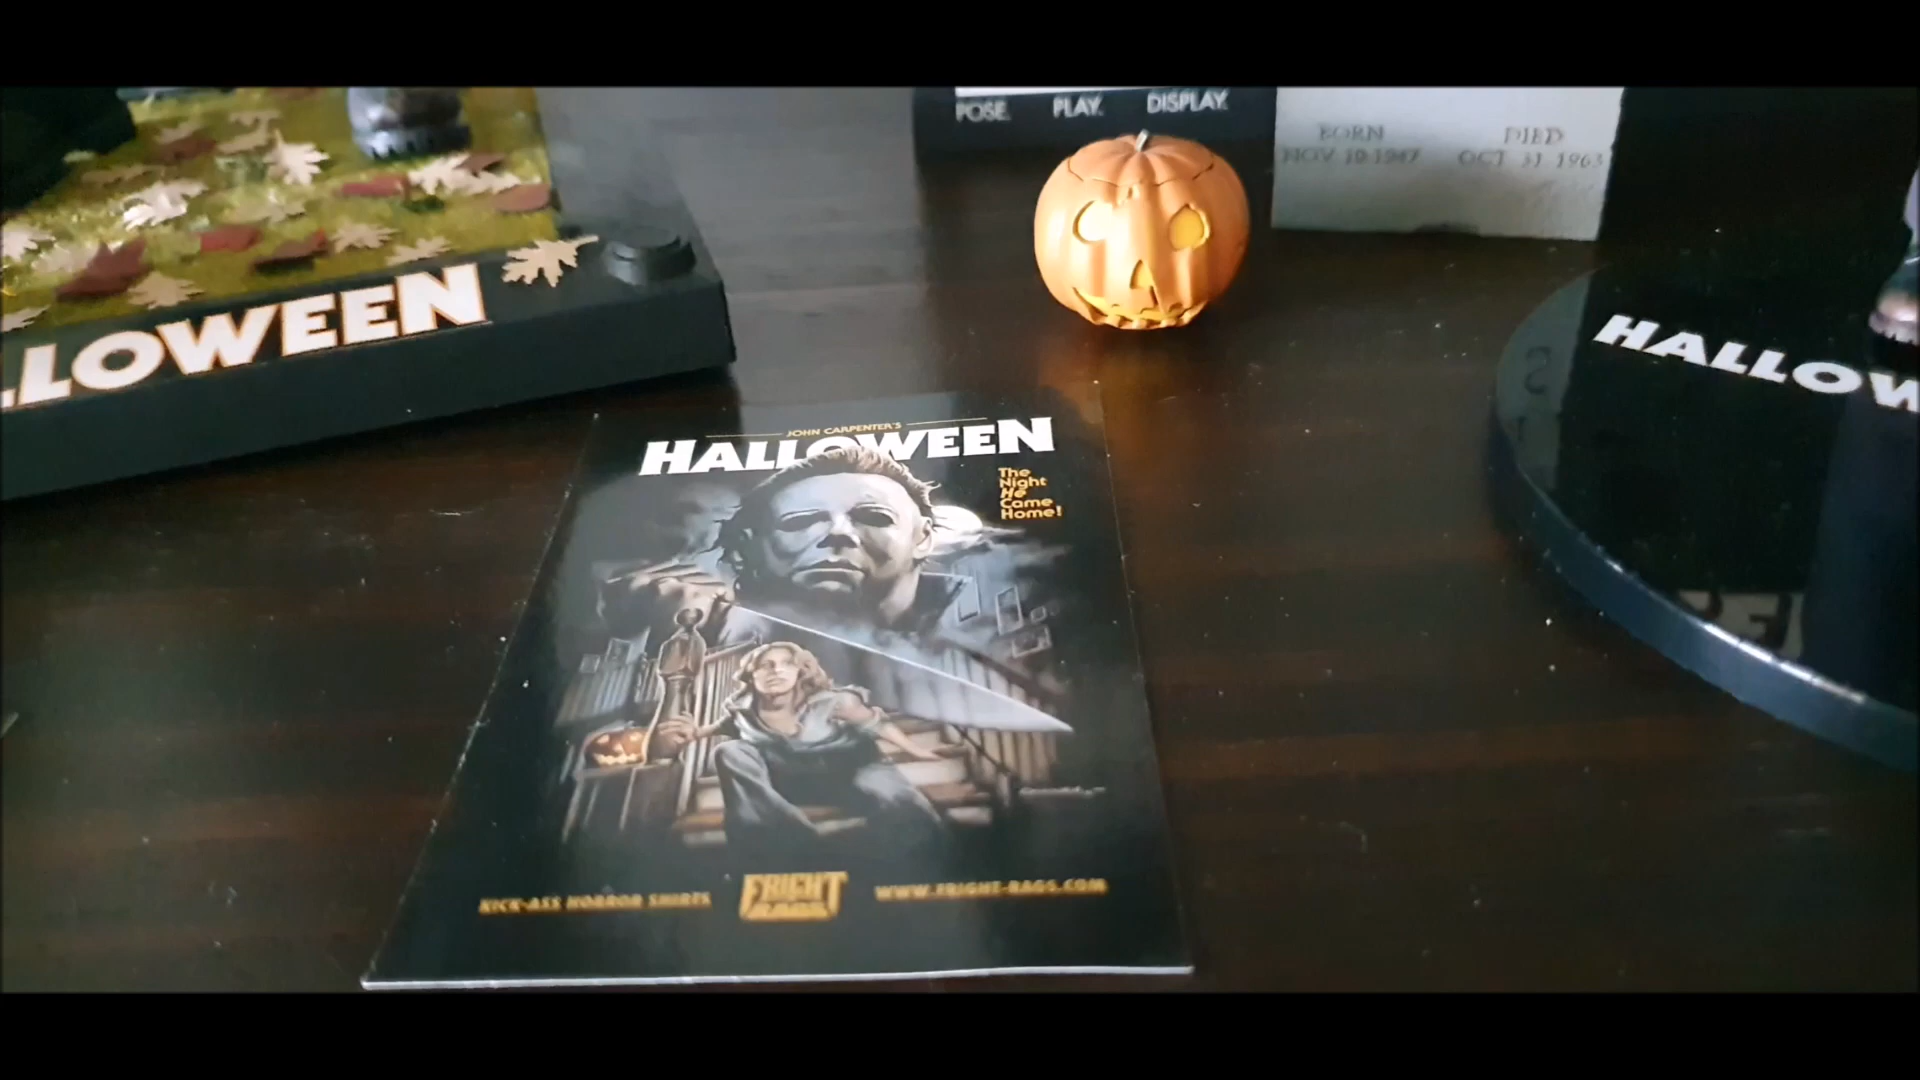 POSE. PLAY. DISPLAY.
BORN DIED
NOV 10 1947 OCT 31 1963
LLOWEEN
HALLOW
JOHN CARPENTER'S
HALLOWEEN
The
Night
He
Came
Home!
KICK-ASS HORROR SHIRTS
FRIGHT
RAGS
WWW.FRIGHT-RAGS.COM